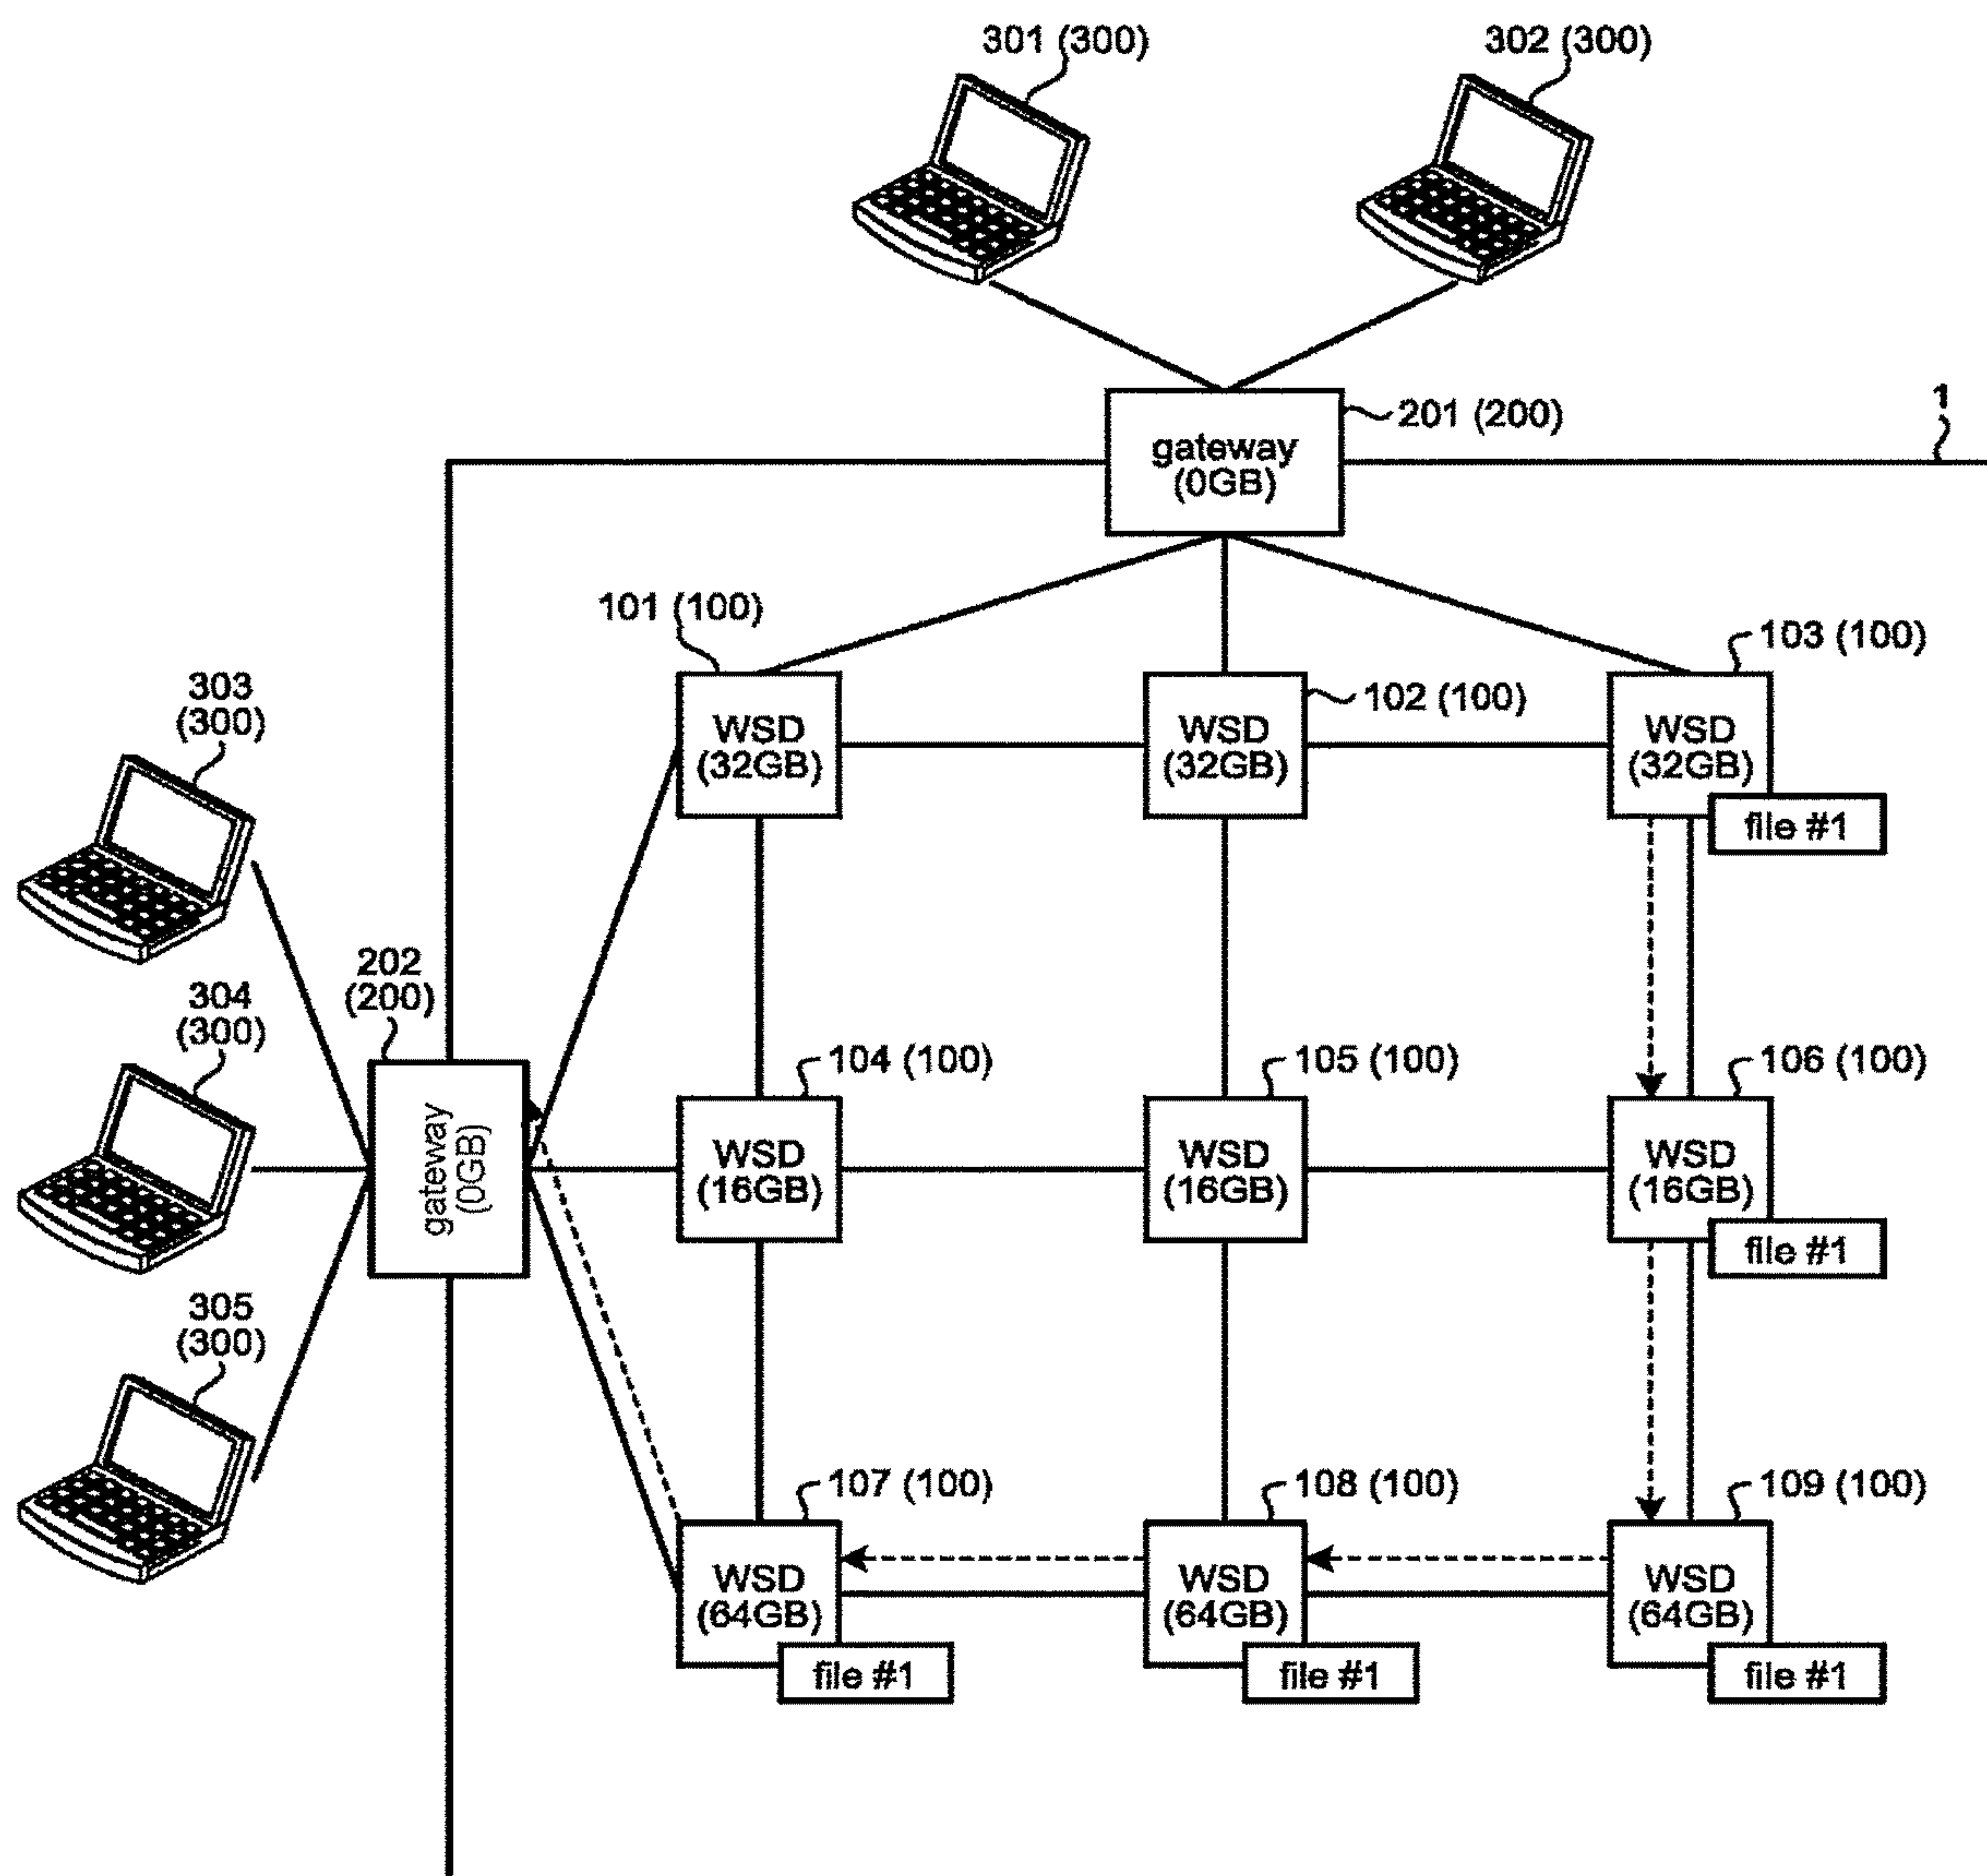 301 (300)
302 (300)
201 (200)
1
gateway
(0GB)
101 (100)
103 (100)
303
(300)
WSD
(32GB)
WSD
(32GB)
102 (100)
WSD
(32GB)
file #1
202
(200)
304
(300)
104 (100)
105 (100)
106 (100)
gateway
(0GB)
WSD
(16GB)
WSD
(16GB)
WSD
(16GB)
file #1
305
(300)
107 (100)
108 (100)
109 (100)
WSD
(64GB)
WSD
(64GB)
WSD
(64GB)
file #1
file #1
file #1